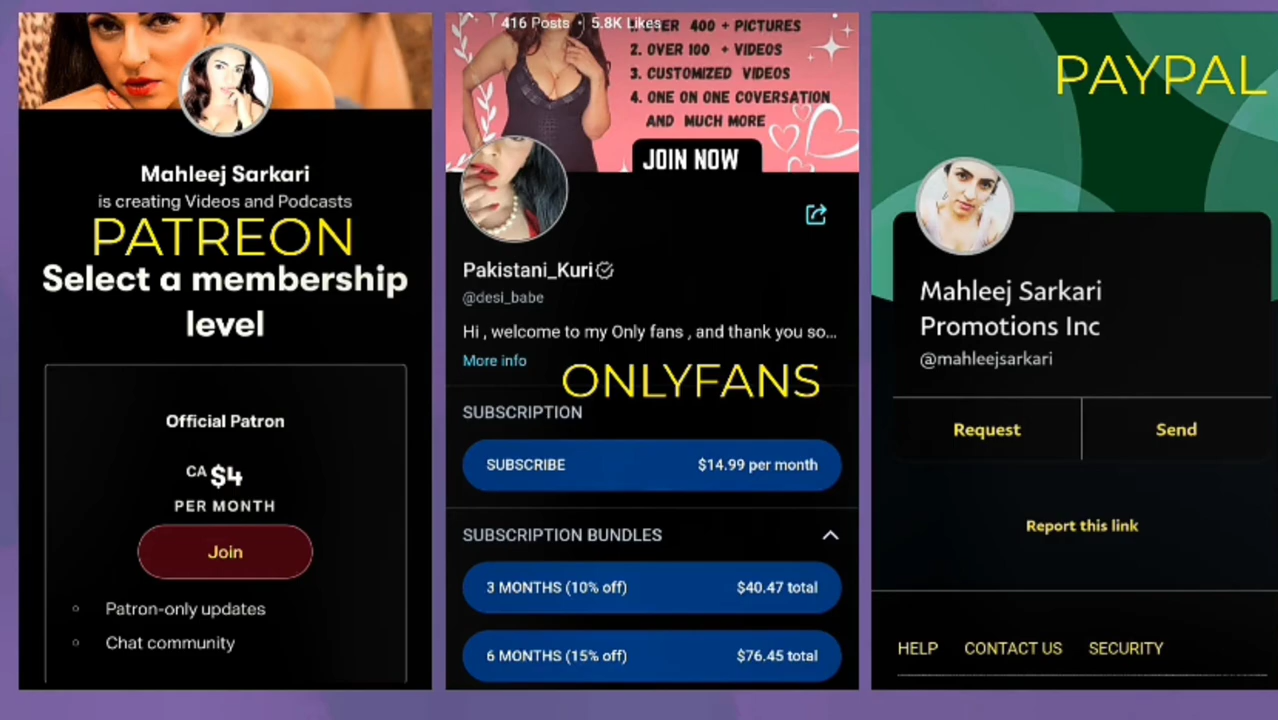 Mahleej Sarkari
is creating Videos and Podcasts
PATREON
Select a membership
level
Official Patron
CA $4
PER MONTH
Join
Patron-only updates
Chat community
416 Posts • 5.8K Likes
1. OVER 400 + PICTURES
2. OVER 100 + VIDEOS
3. CUSTOMIZED VIDEOS
4. ONE ON ONE COVERSATION
AND MUCH MORE
JOIN NOW
Pakistani_Kuri
@desi_babe
Hi , welcome to my Only fans , and thank you so...
More info
ONLYFANS
SUBSCRIPTION
SUBSCRIBE $14.99 per month
SUBSCRIPTION BUNDLES
3 MONTHS (10% off) $40.47 total
6 MONTHS (15% off) $76.45 total
PAYPAL
Mahleej Sarkari
Promotions Inc
@mahleejsarkari
Request Send
Report this link
HELP CONTACT US SECURITY